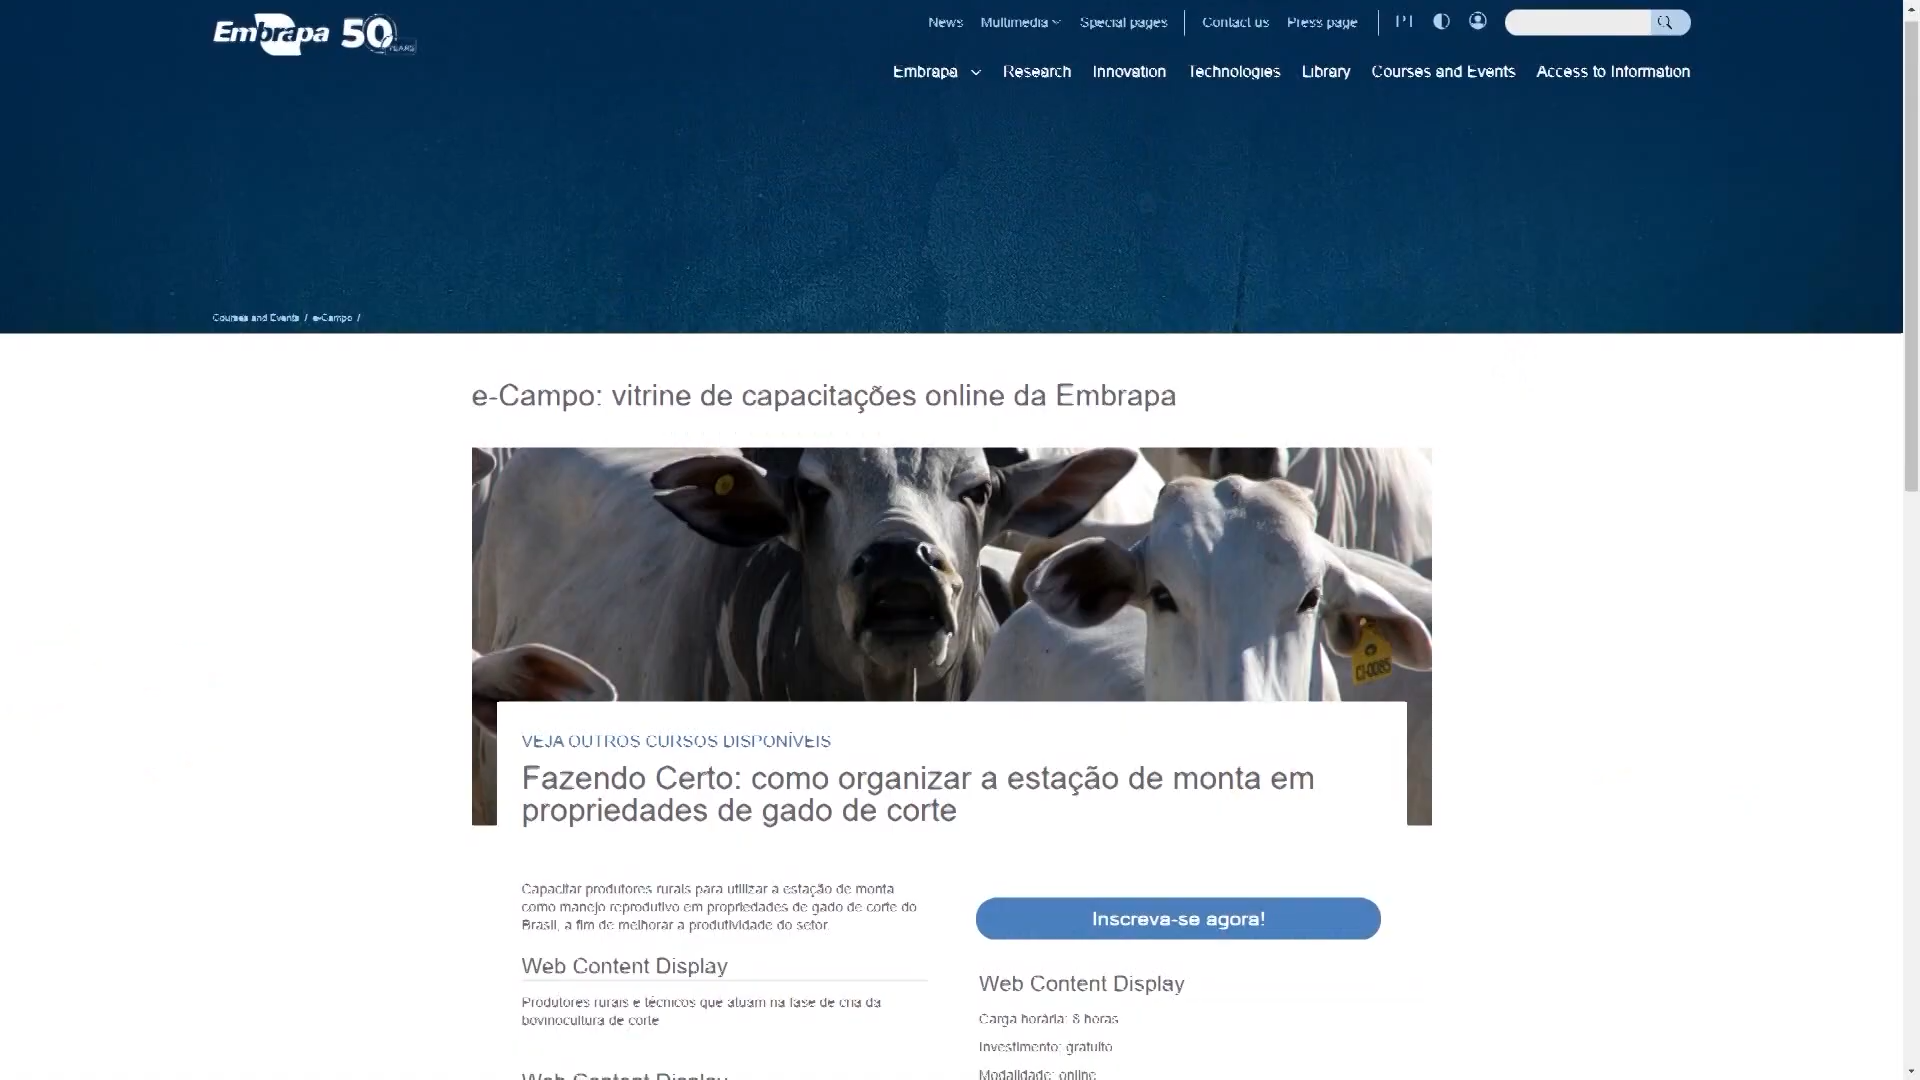 Embrapa 50 YEARS
News Multimedia Special pages Contact us Press page PT
Embrapa Research Innovation Technologies Library Courses and Events Access to Information
Courses and Events / e-Campo /
e-Campo: vitrine de capacitações online da Embrapa
CI-0085
VEJA OUTROS CURSOS DISPONÍVEIS
Fazendo Certo: como organizar a estação de monta em
propriedades de gado de corte
Capacitar produtores rurais para utilizar a estação de monta
como manejo reprodutivo em propriedades de gado de corte do
Brasil, a fim de melhorar a produtividade do setor
Inscreva-se agora!
Web Content Display
Produtores rurais e técnicos que atuam na fase de cria da
bovinocultura de corte
Web Content Display
Web Content Display
Carga horária: 8 horas
Investimento: gratuito
Modalidade: online